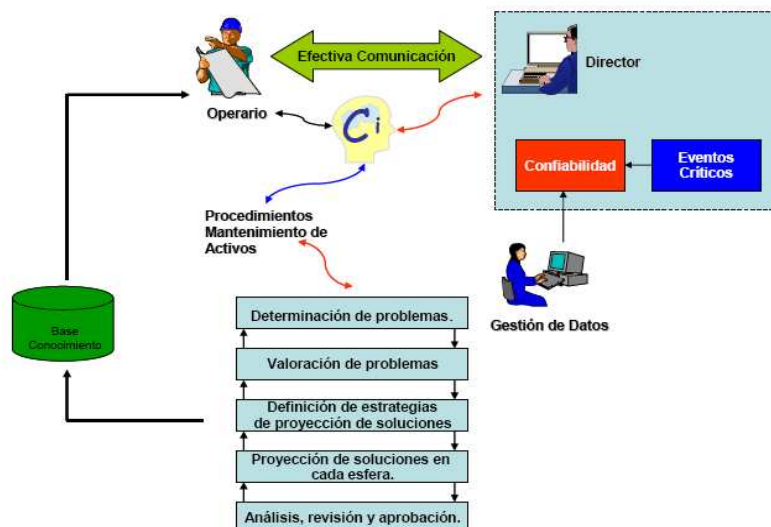 Efectiva Comunicación
Director
Operario
Ci
Confiabilidad
Eventos
Críticos
Procedimientos
Mantenimiento de
Activos
Gestión de Datos
Base
Conocimiento
Determinación de problemas.
Valoración de problemas
Definición de estrategias
de proyección de soluciones
Proyección de soluciones en
cada esfera.
Análisis, revisión y aprobación.